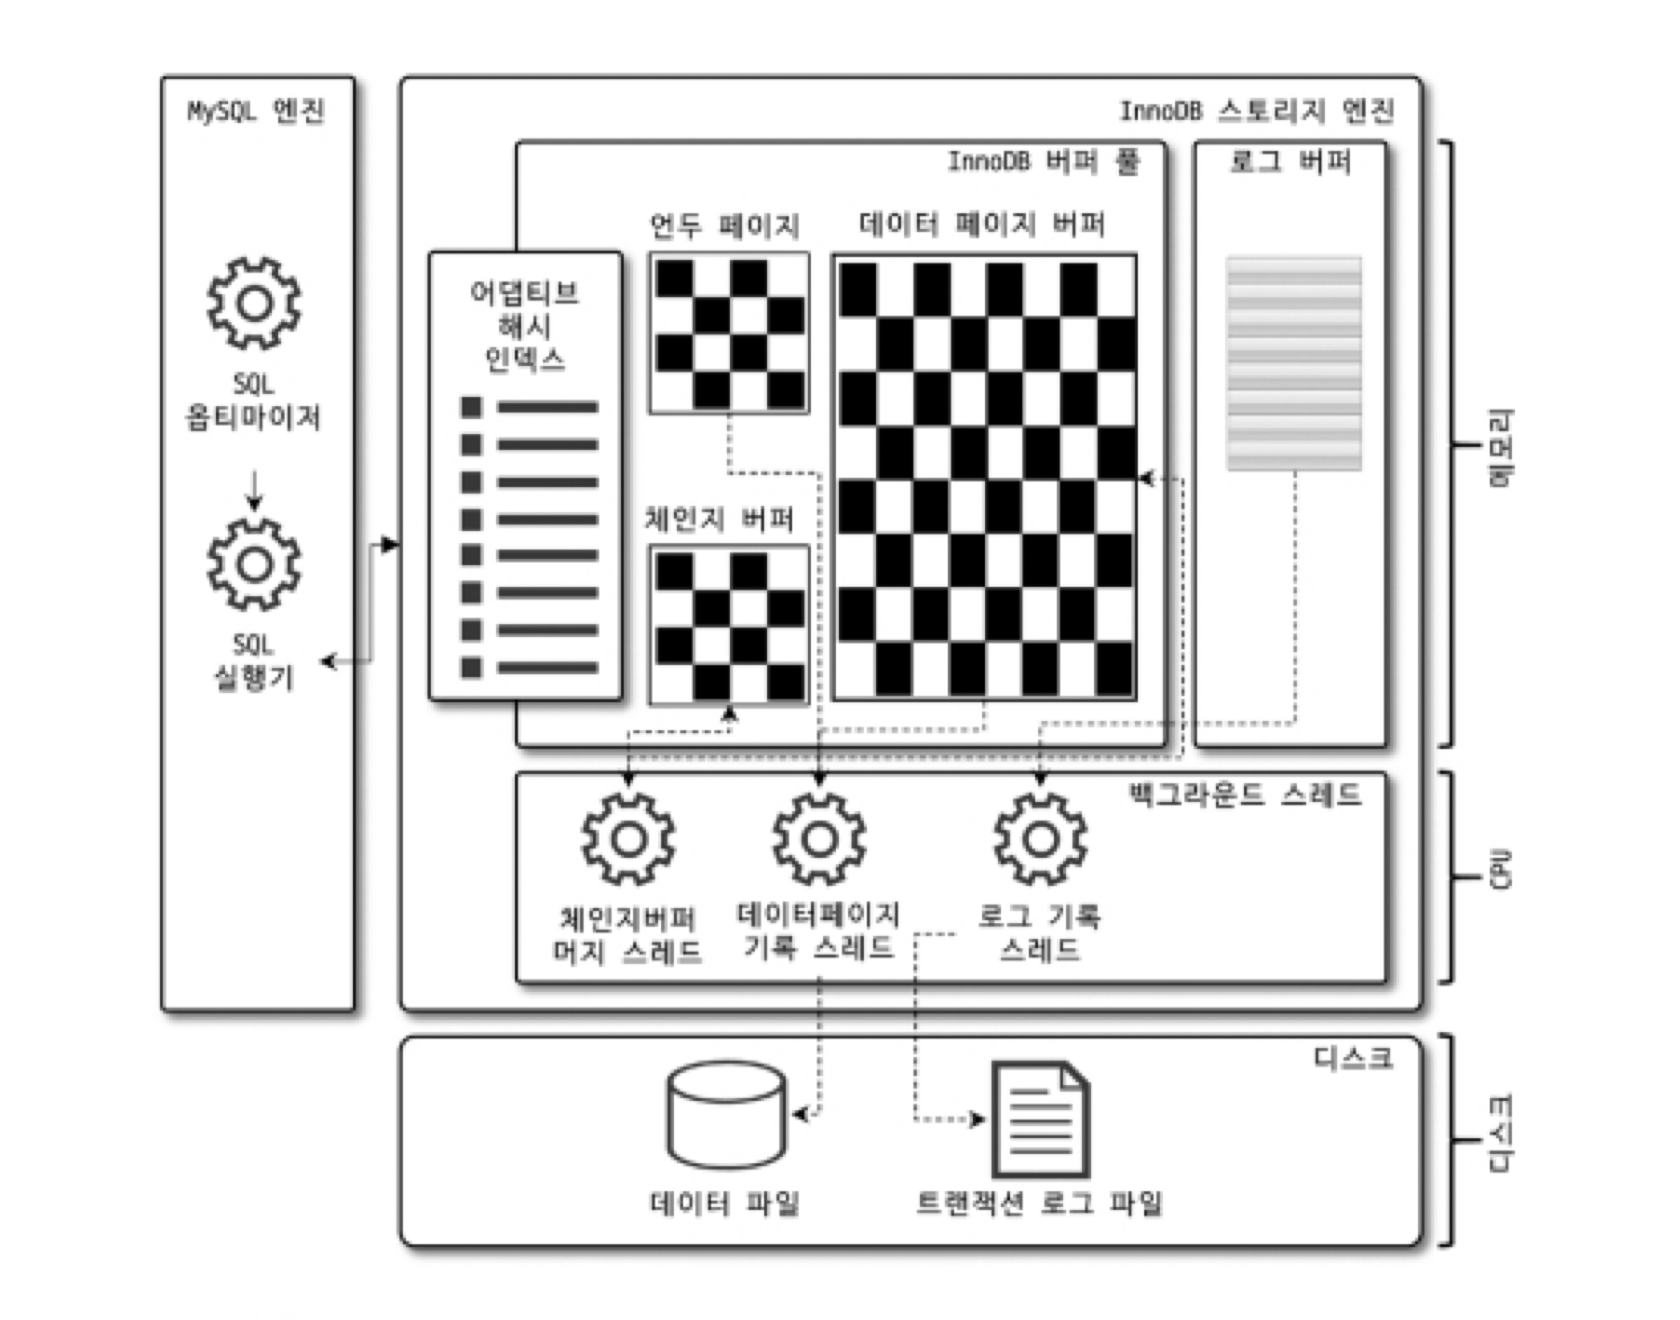 MySQL 엔진
SQL
옵티마이저
SQL
실행기
InnoDB 스토리지 엔진
InnoDB 버퍼 풀
로그 버퍼
언두 페이지
데이터 페이지 버퍼
어댑티브
해시
인덱스
체인지 버퍼
메모리
백그라운드 스레드
체인지버퍼
머지 스레드
데이터페이지
기록 스레드
로그 기록
스레드
CPU
디스크
데이터 파일
트랜잭션 로그 파일
디스크